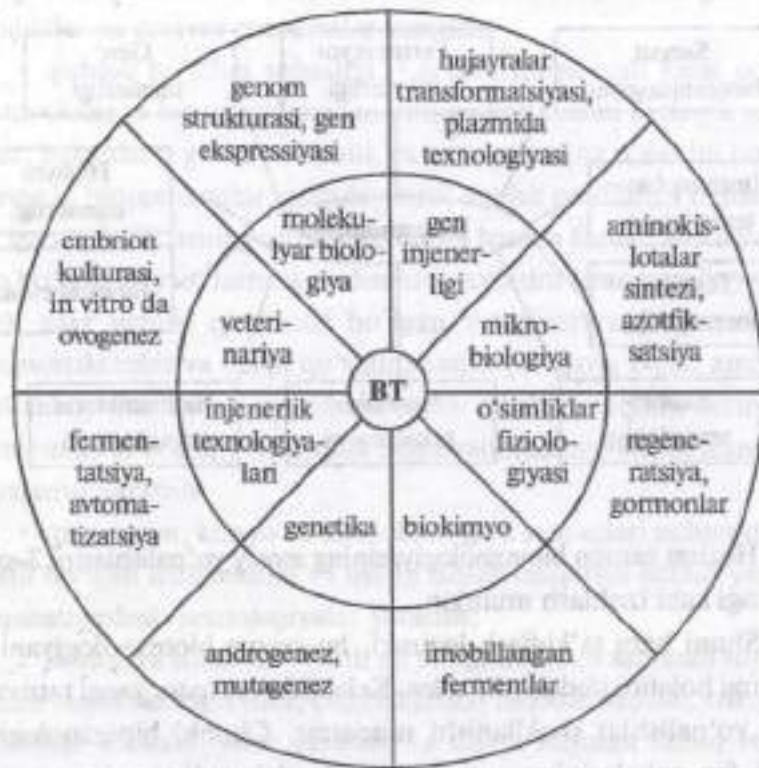 genom
strukturasi, gen
ekspressiyasi
hujayralar
transformatsiyasi,
plazmida
texnologiyasi
embrion
kulturasi,
in vitro da
ovogenez
moleku-
lyar biolo-
giya
gen
injener-
ligi
aminokis-
lotalar
sintezi,
azotfik-
satsiya
veteri-
nariya
mikro-
biologiya
BT
fermen-
tatsiya,
avtoma-
tizatsiya
injenerlik
texnologiya-
lari
o‘simliklar
fiziolo-
giyasi
regene-
ratsiya,
gormonlar
genetika
biokimyo
androgenez,
mutagenez
imobillangan
fermentlar